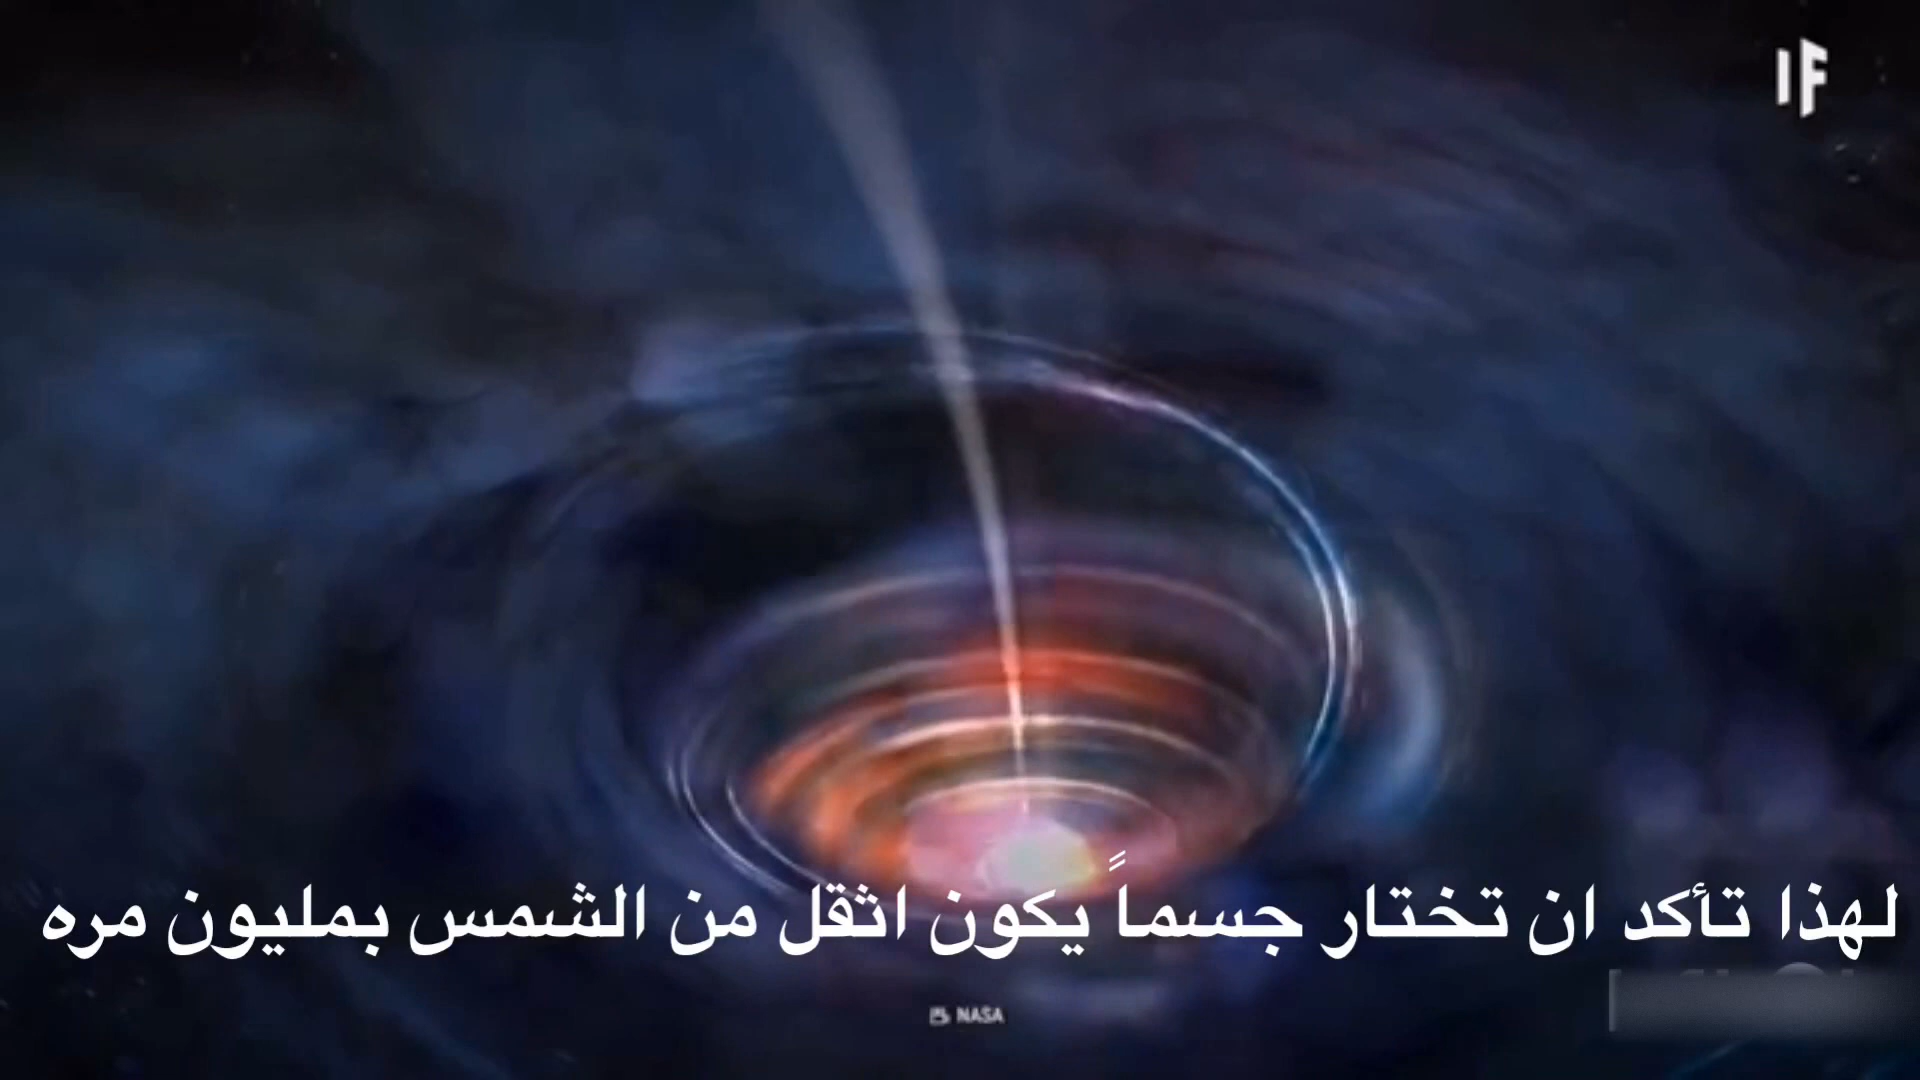 IF
لهذا تأكد ان تختار جسماً يكون اثقل من الشمس بمليون مره
NASA